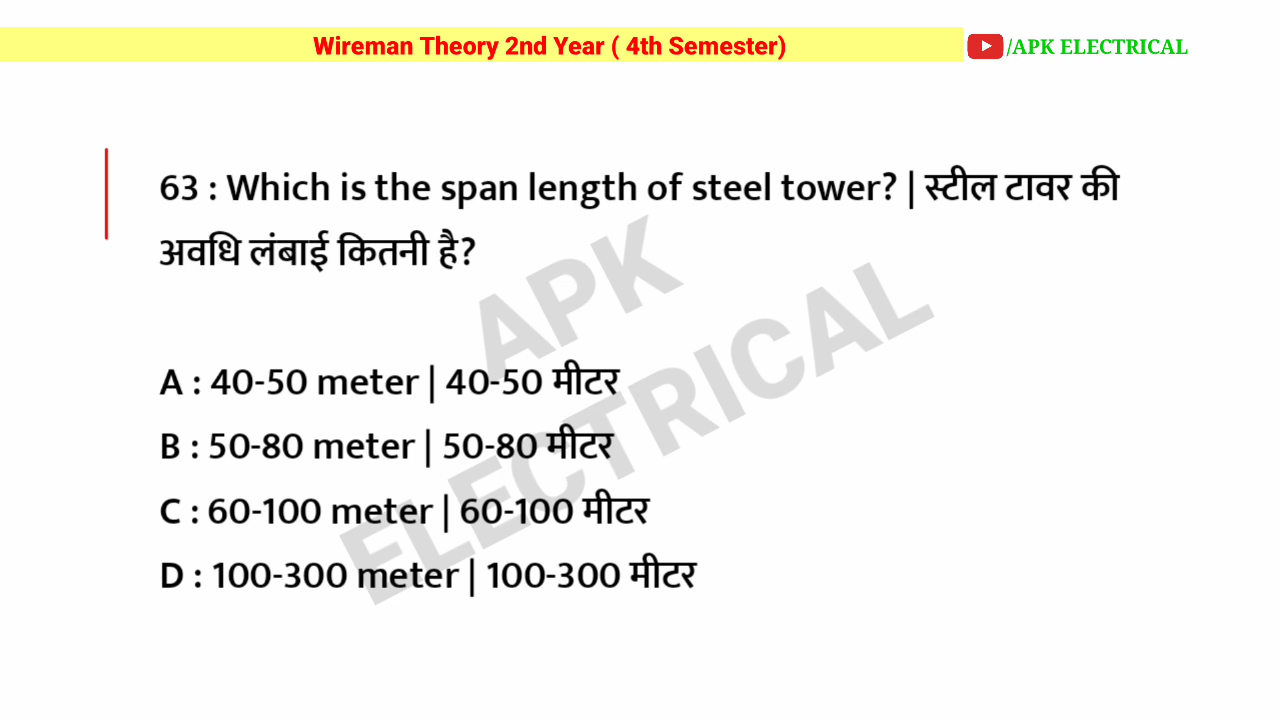 Wireman Theory 2nd Year ( 4th Semester)
/APK ELECTRICAL
63 : Which is the span length of steel tower? | स्टील टावर की
अवधि लंबाई कितनी है?
A : 40-50 meter | 40-50 मीटर
B : 50-80 meter | 50-80 मीटर
C : 60-100 meter | 60-100 मीटर
D : 100-300 meter | 100-300 मीटर
APK
ELECTRICAL